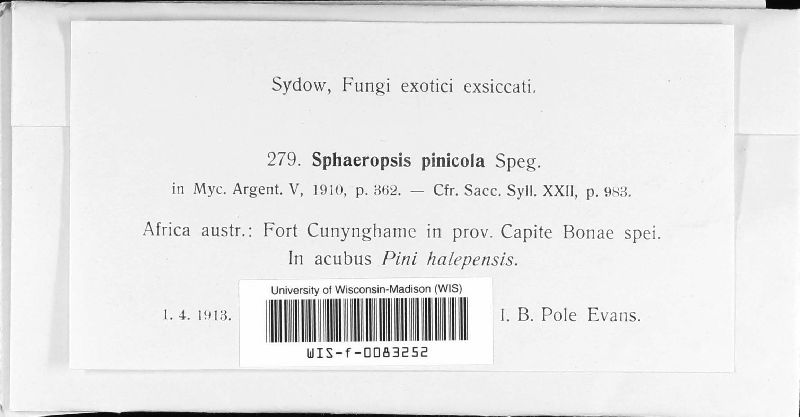 Sydow, Fungi exotici exsiccati.
279. Sphaeropsis pinicola Speg.
in Myc. Argent. V, 1910, p. 362. — Cfr. Sacc. Syll. XXII, p. 983.
Africa austr.: Fort Cunynghame in prov. Capite Bonae spei.
In acubus Pini halepensis.
University of Wisconsin-Madison (WIS)
1. 4. 1913.
I. B. Pole Evans.
WIS-f-0083252